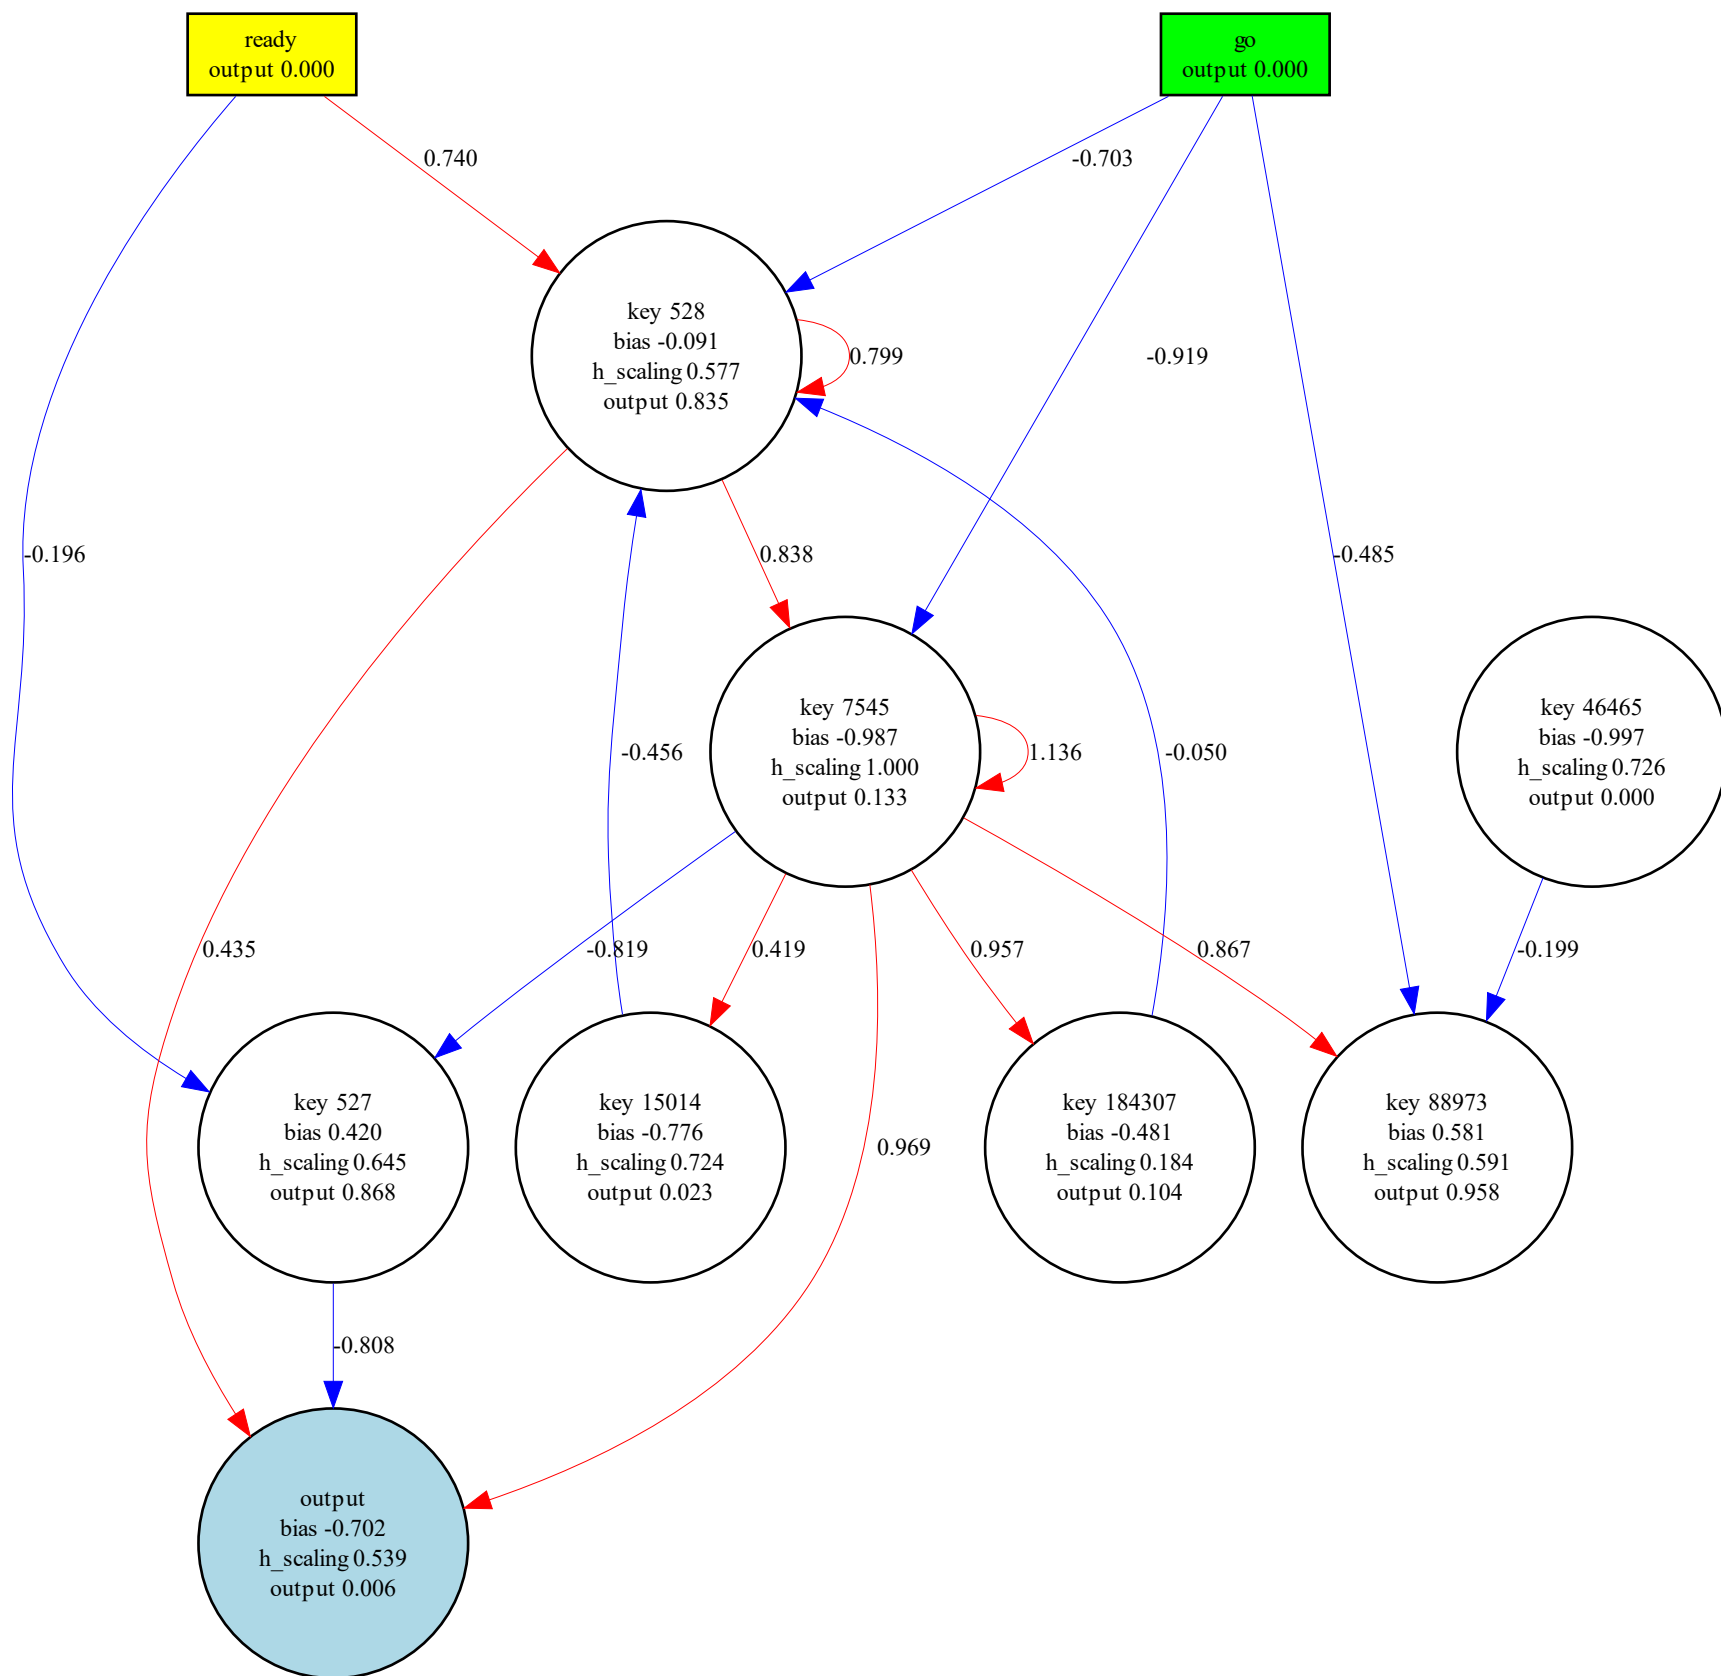 ready
output 0.000
go
output 0.000
0.740
-0.703
key 528
bias -0.091
h_scaling 0.577
output 0.835
0.799
-0.919
-0.196
0.838
-0.485
key 7545
bias -0.987
h_scaling 1.000
output 0.133
-0.456
1.136
-0.050
key 46465
bias -0.997
h_scaling 0.726
output 0.000
0.435
-0.819
0.419
0.957
0.867
-0.199
key 527
bias 0.420
h_scaling 0.645
output 0.868
key 15014
bias -0.776
h_scaling 0.724
output 0.023
0.969
key 184307
bias -0.481
h_scaling 0.184
output 0.104
key 88973
bias 0.581
h_scaling 0.591
output 0.958
-0.808
output
bias -0.702
h_scaling 0.539
output 0.006